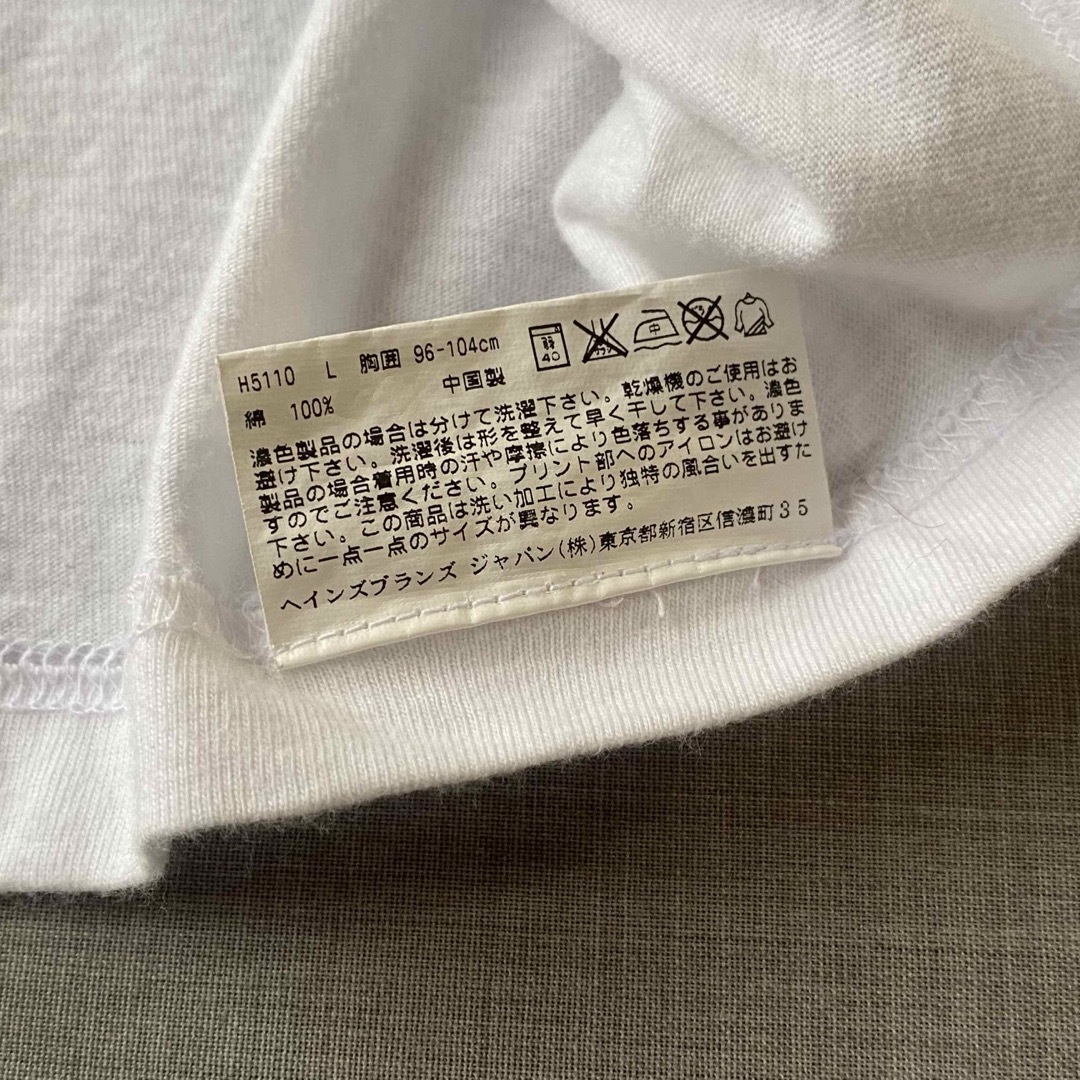 H5110 L 胸囲 96-104cm
弱 40 エンソ 中
綿 100% 中国製
濃色製品の場合は分けて洗濯下さい。乾燥機のご使用はお
避け下さい。洗濯後は形を整えて早く干して下さい。濃色
製品の場合着用時の汗や摩擦により色落ちする事がありま
すのでご注意ください。プリント部へのアイロンはお避け
下さい。この商品は洗い加工により独特の風合いを出すた
めに一点一点のサイズが異なります。
ヘインズブランズ ジャパン(株)東京都新宿区信濃町35